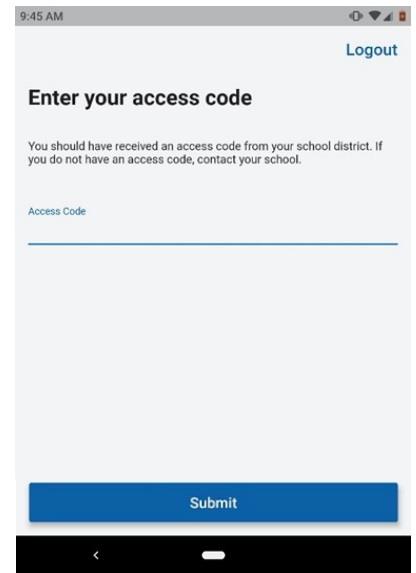 9:45 AM
Logout
Enter your access code
You should have received an access code from your school district. If
you do not have an access code, contact your school.
Access Code
Submit